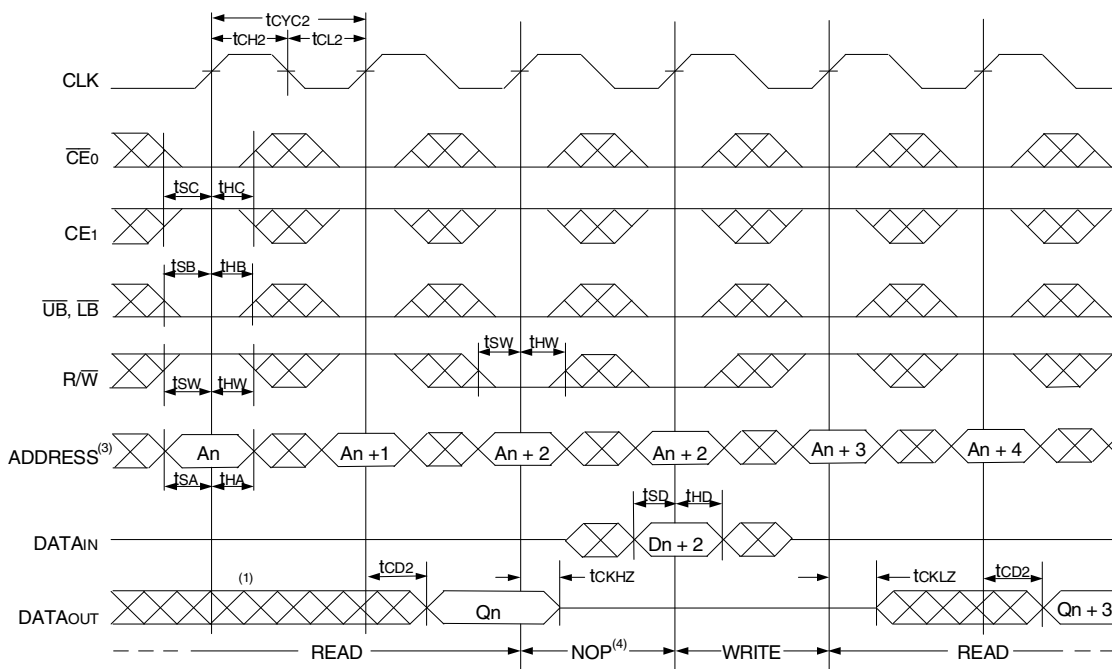 tCYC2
tCH2 tCL2
CLK
CE0
tSC tHC
CE1
tSB tHB
UB, LB
tSW tHW
R/W
tSW tHW
ADDRESS(3) An An +1 An + 2 An + 2 An + 3 An + 4
tSA tHA
tSD tHD
DATAIN Dn + 2
(1) tCD2 tCKHZ tCKLZ tCD2
DATAOUT Qn Qn + 3
READ NOP(4) WRITE READ